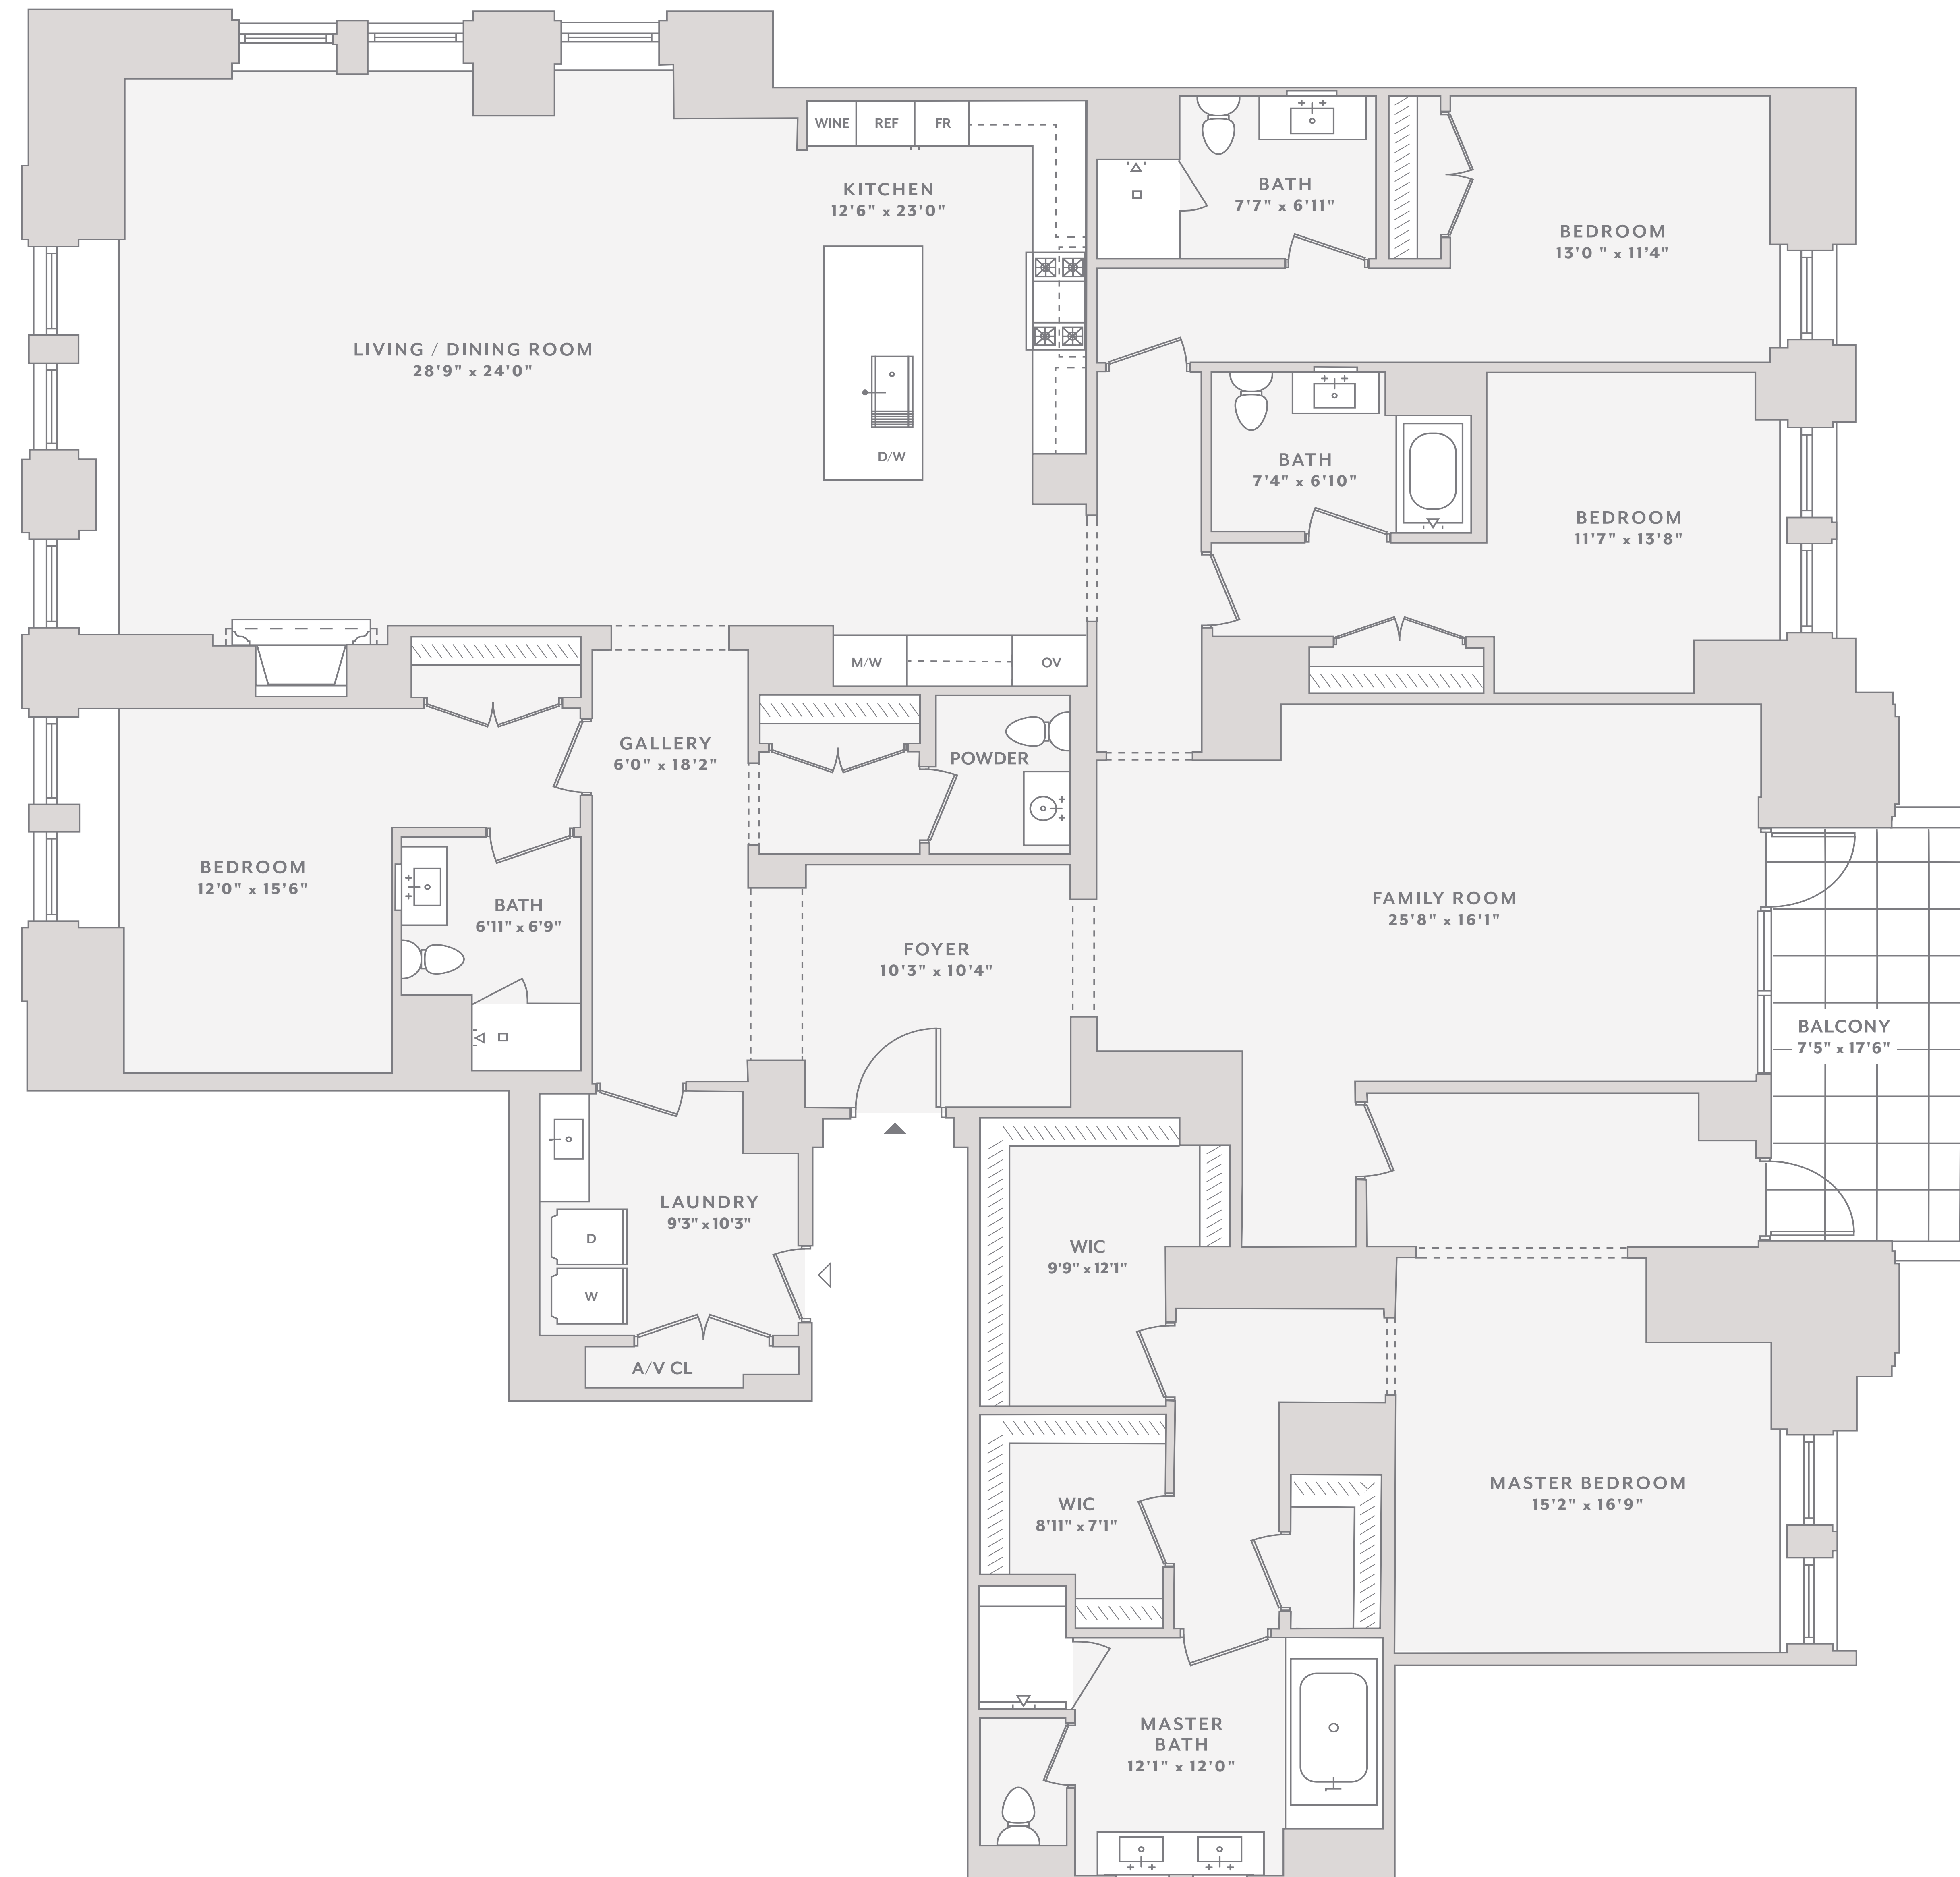 WINE REF FR
KITCHEN
12'6" x 23'0"
BATH
7'7" x 6'11"
BEDROOM
13'0 " x 11'4"
LIVING / DINING ROOM
28'9" x 24'0"
D/W
BATH
7'4" x 6'10"
BEDROOM
11'7" x 13'8"
M/W OV
GALLERY
6'0" x 18'2"
POWDER
BEDROOM
12'0" x 15'6"
BATH
6'11" x 6'9"
FOYER
10'3" x 10'4"
FAMILY ROOM
25'8" x 16'1"
BALCONY
7'5" x 17'6"
LAUNDRY
9'3" x 10'3"
D
W
A/V CL
WIC
9'9" x 12'1"
WIC
8'11" x 7'1"
MASTER BEDROOM
15'2" x 16'9"
MASTER
BATH
12'1" x 12'0"